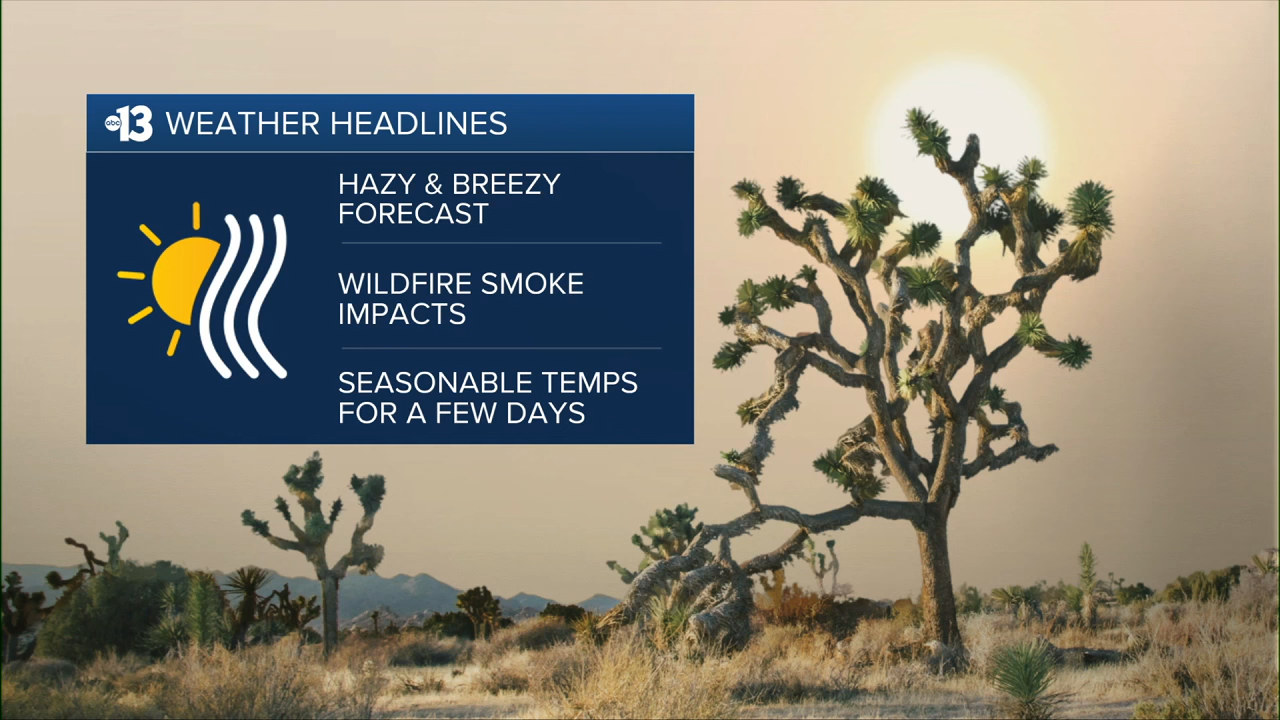 abc 13 WEATHER HEADLINES
HAZY & BREEZY
FORECAST
WILDFIRE SMOKE
IMPACTS
SEASONABLE TEMPS
FOR A FEW DAYS